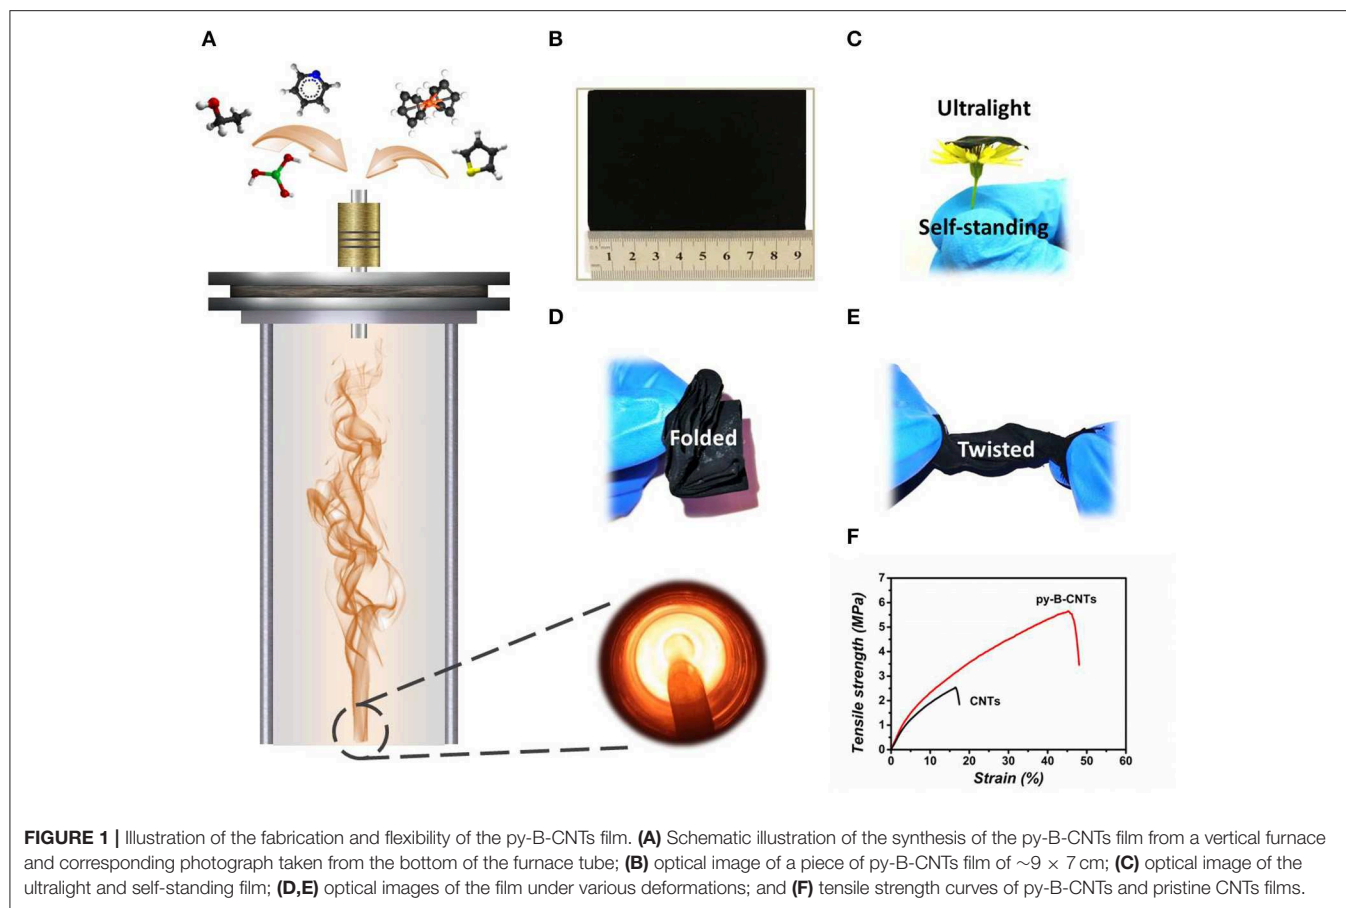 A
B
C
Ultralight
Self-standing
1 2 3 4 5 6 7 8 9
D
E
Folded
Twisted
F
Tensile strength (MPa)
7
6
5
4
3
2
1
0
py-B-CNTs
CNTs
0 10 20 30 40 50 60
Strain (%)
FIGURE 1 | Illustration of the fabrication and flexibility of the py-B-CNTs film. (A) Schematic illustration of the synthesis of the py-B-CNTs film from a vertical furnace
and corresponding photograph taken from the bottom of the furnace tube; (B) optical image of a piece of py-B-CNTs film of ∼9 × 7 cm; (C) optical image of the
ultralight and self-standing film; (D,E) optical images of the film under various deformations; and (F) tensile strength curves of py-B-CNTs and pristine CNTs films.